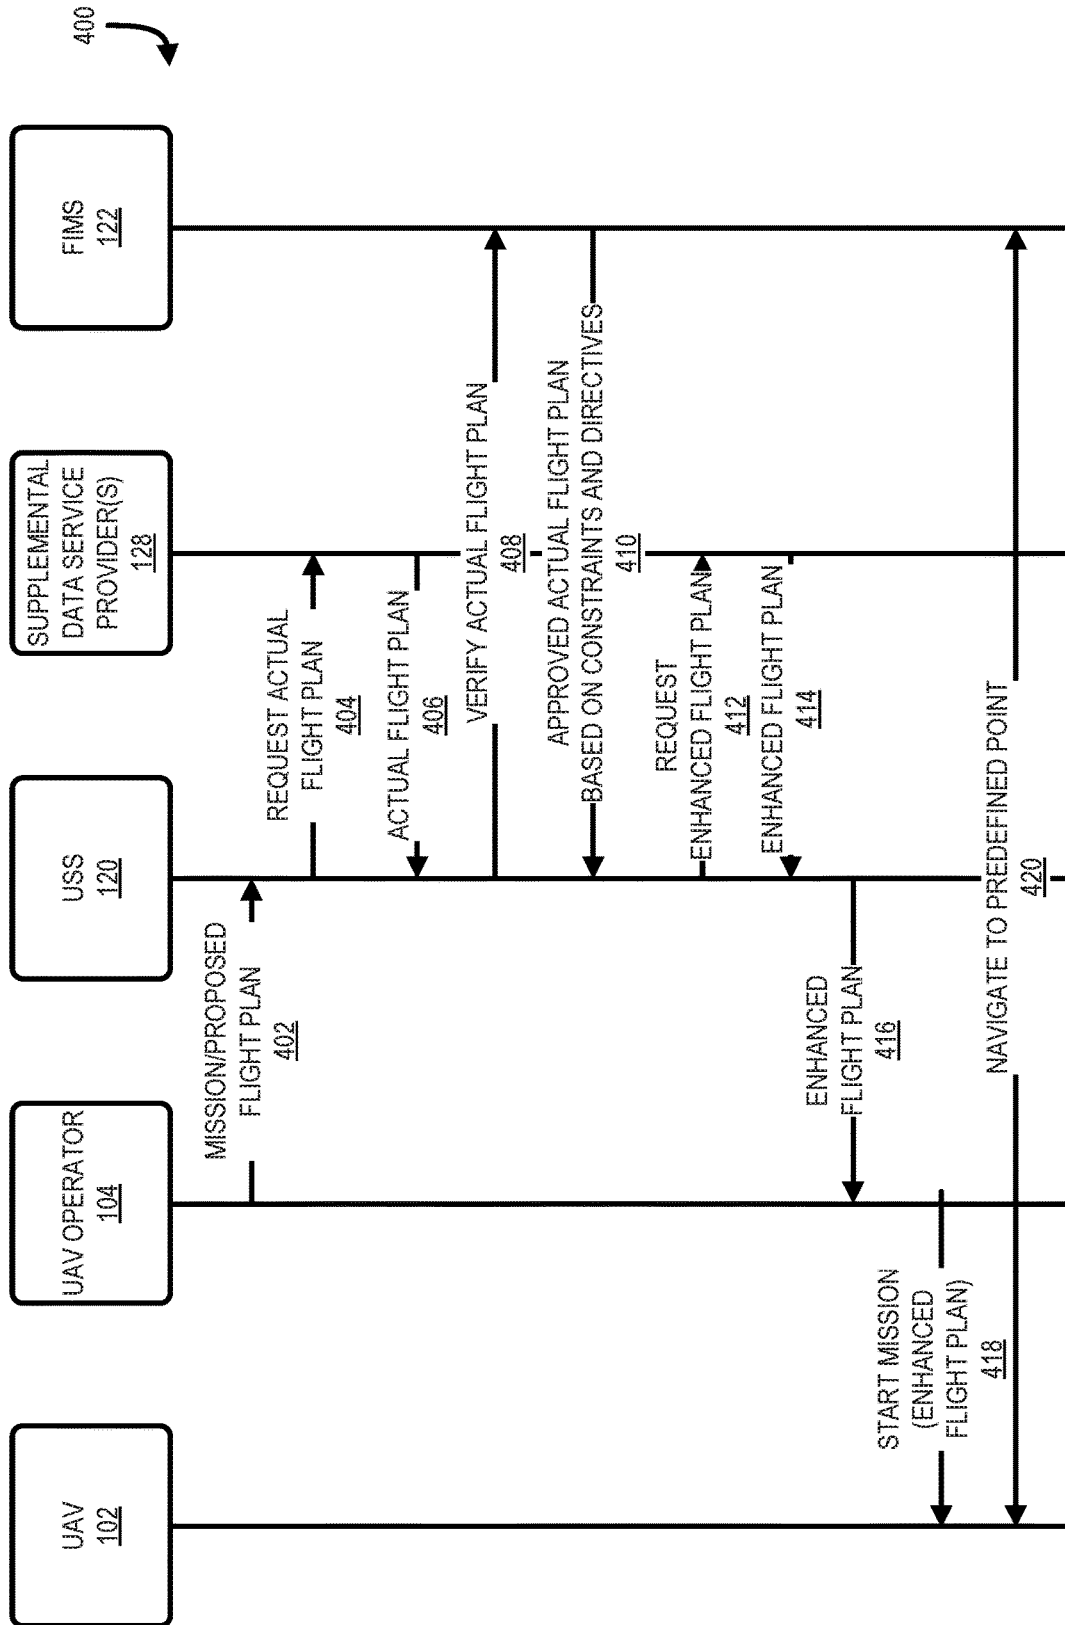 400
UAV
102
UAV OPERATOR
104
USS
120
SUPPLEMENTAL
DATA SERVICE
PROVIDER(S)
128
FIMS
122
MISSION/PROPOSED
FLIGHT PLAN
402
REQUEST ACTUAL
FLIGHT PLAN
404
ACTUAL FLIGHT PLAN
406
VERIFY ACTUAL FLIGHT PLAN
408
APPROVED ACTUAL FLIGHT PLAN
BASED ON CONSTRAINTS AND DIRECTIVES
410
REQUEST
ENHANCED FLIGHT PLAN
412
ENHANCED FLIGHT PLAN
414
ENHANCED
FLIGHT PLAN
416
START MISSION
(ENHANCED
FLIGHT PLAN)
418
NAVIGATE TO PREDEFINED POINT
420